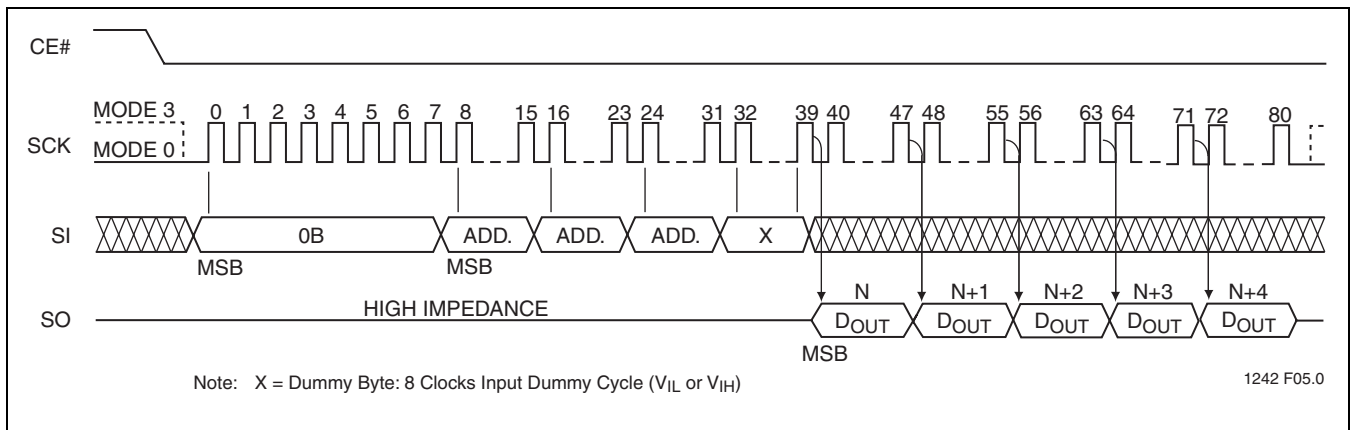 CE#
MODE 3 0 1 2 3 4 5 6 7 8 15 16 23 24 31 32 39 40 47 48 55 56 63 64 71 72 80
SCK
MODE 0
SI 0B ADD. ADD. ADD. X
MSB MSB
N N+1 N+2 N+3 N+4
SO HIGH IMPEDANCE DOUT DOUT DOUT DOUT DOUT
MSB
Note: X = Dummy Byte: 8 Clocks Input Dummy Cycle (VIL or VIH)
1242 F05.0